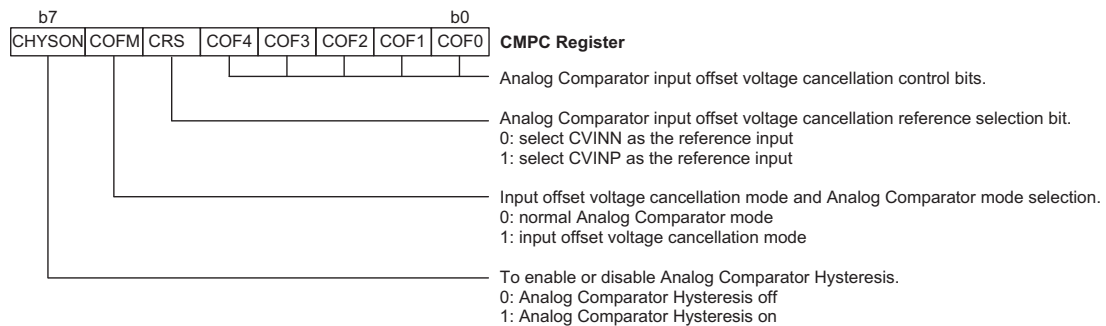 b7 b0
CHYSON COFM CRS COF4 COF3 COF2 COF1 COF0 CMPC Register
Analog Comparator input offset voltage cancellation control bits.
Analog Comparator input offset voltage cancellation reference selection bit.
0: select CVINN as the reference input
1: select CVINP as the reference input
Input offset voltage cancellation mode and Analog Comparator mode selection.
0: normal Analog Comparator mode
1: input offset voltage cancellation mode
To enable or disable Analog Comparator Hysteresis.
0: Analog Comparator Hysteresis off
1: Analog Comparator Hysteresis on